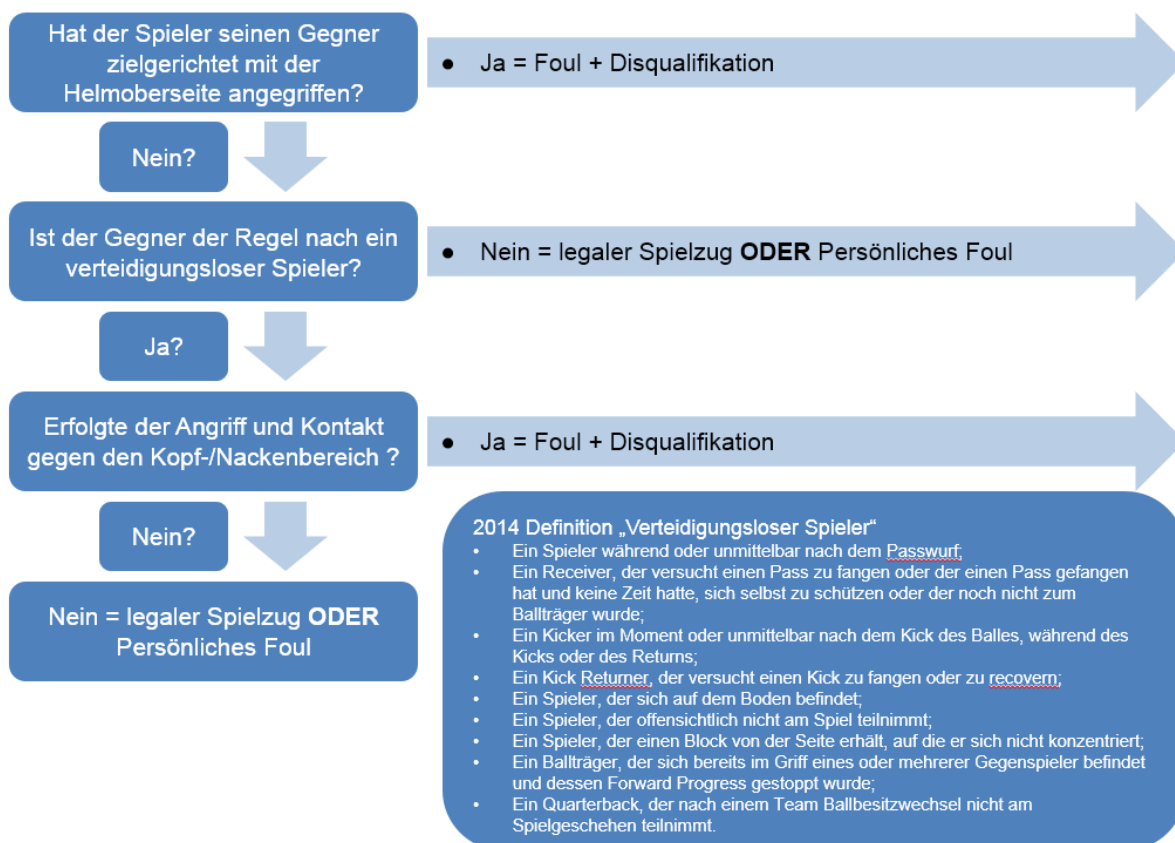 Hat der Spieler seinen Gegner
zielgerichtet mit der
Helmoberseite angegriffen?
● Ja = Foul + Disqualifikation
Nein?
Ist der Gegner der Regel nach ein
verteidigungsloser Spieler?
● Nein = legaler Spielzug ODER Persönliches Foul
Ja?
Erfolgte der Angriff und Kontakt
gegen den Kopf-/Nackenbereich ?
● Ja = Foul + Disqualifikation
Nein?
Nein = legaler Spielzug ODER
Persönliches Foul
2014 Definition „Verteidigungsloser Spieler“
• Ein Spieler während oder unmittelbar nach dem Passwurf;
• Ein Receiver, der versucht einen Pass zu fangen oder der einen Pass gefangen
hat und keine Zeit hatte, sich selbst zu schützen oder der noch nicht zum
Ballträger wurde;
• Ein Kicker im Moment oder unmittelbar nach dem Kick des Balles, während des
Kicks oder des Returns;
• Ein Kick Returner, der versucht einen Kick zu fangen oder zu recovern;
• Ein Spieler, der sich auf dem Boden befindet;
• Ein Spieler, der offensichtlich nicht am Spiel teilnimmt;
• Ein Spieler, der einen Block von der Seite erhält, auf die er sich nicht konzentriert;
• Ein Ballträger, der sich bereits im Griff eines oder mehrerer Gegenspieler befindet
und dessen Forward Progress gestoppt wurde;
• Ein Quarterback, der nach einem Team Ballbesitzwechsel nicht am
Spielgeschehen teilnimmt.